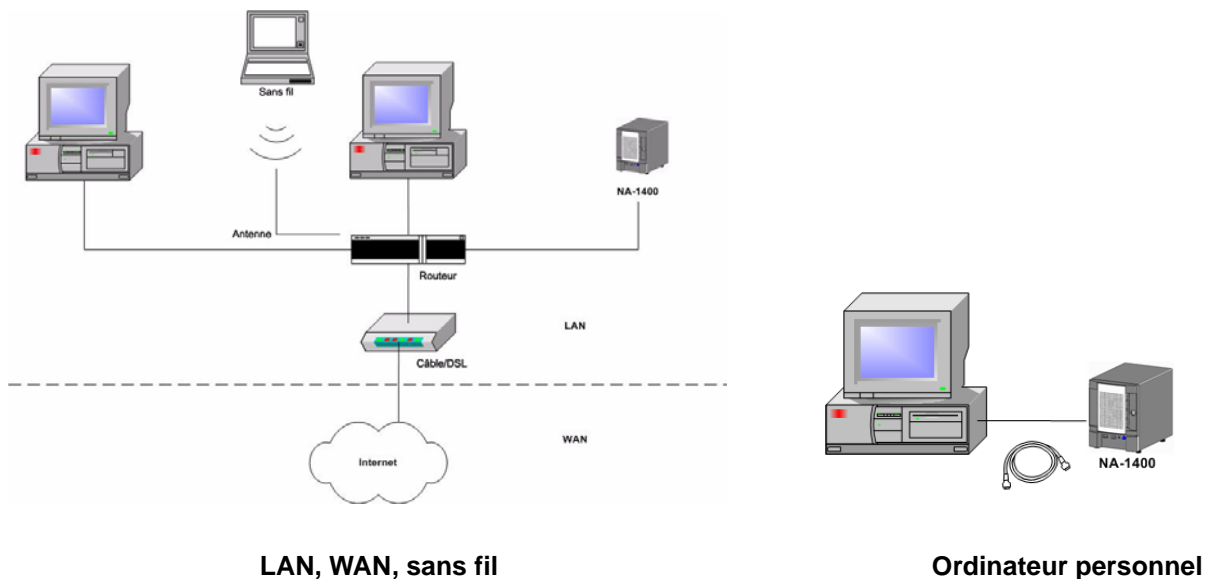 Sans fil
NA-1400
Antenne
Routeur
LAN
Câble/DSL
WAN
Internet
NA-1400
LAN, WAN, sans fil
Ordinateur personnel